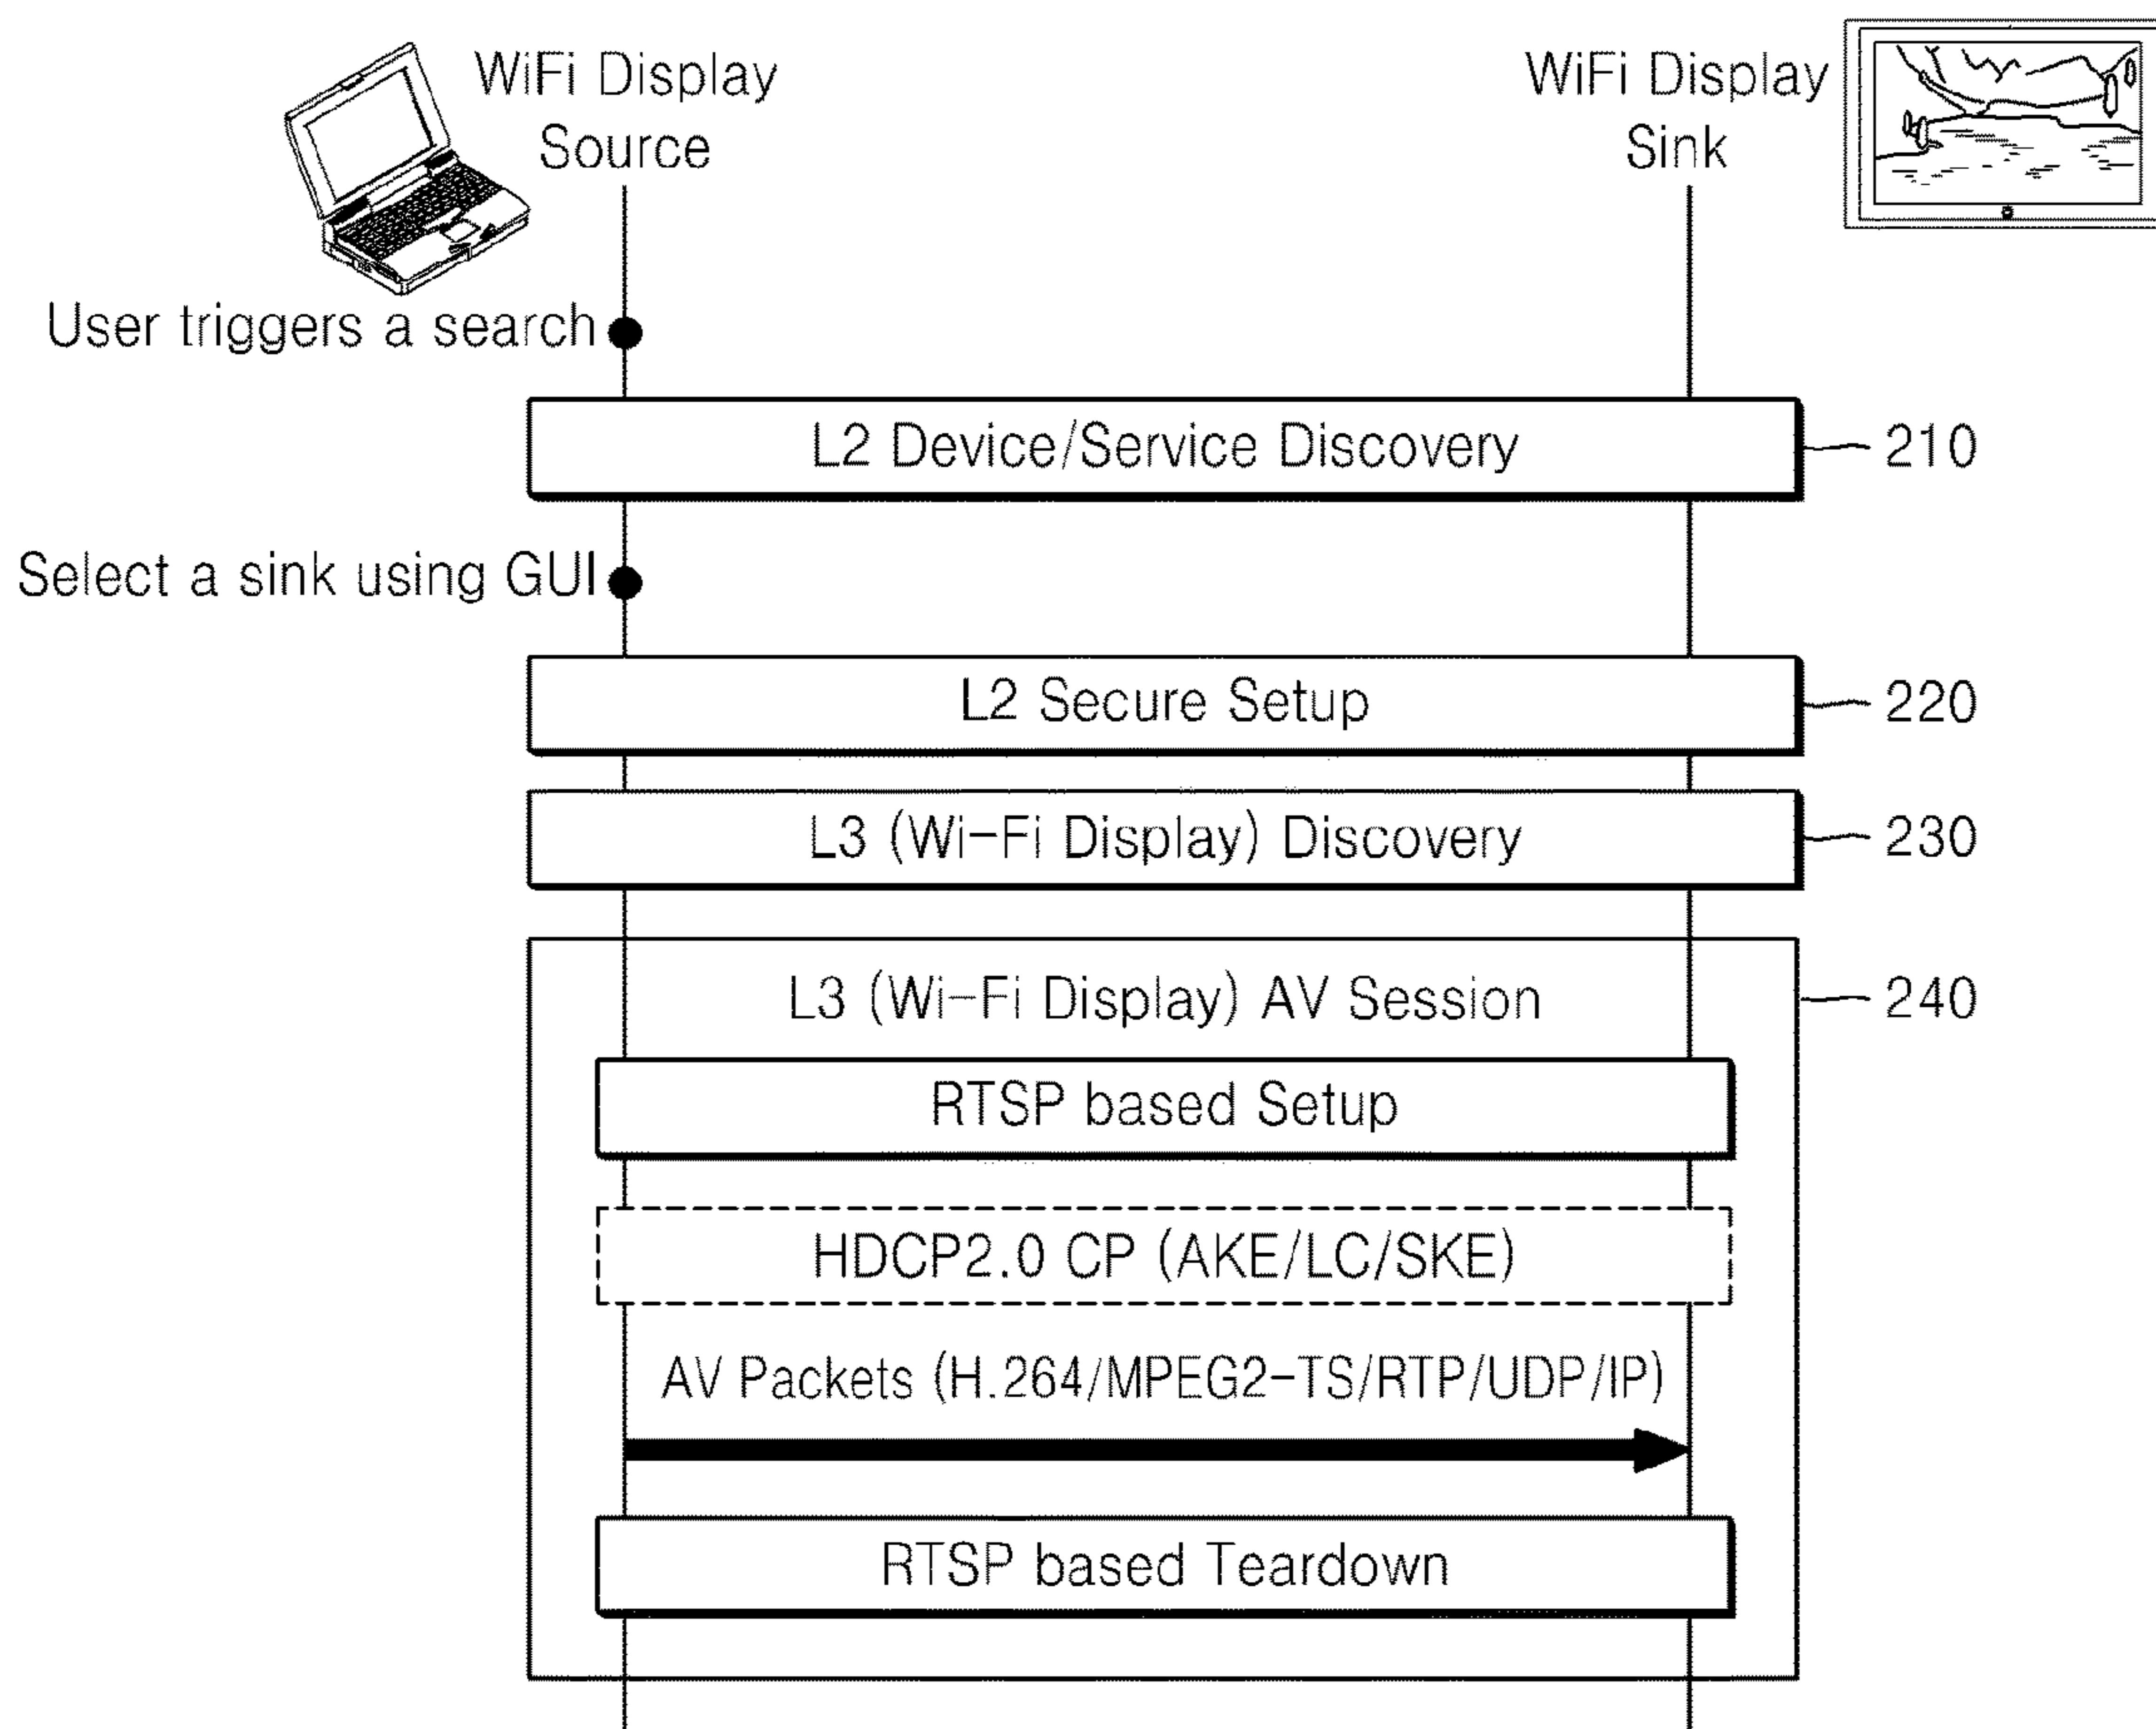 WiFi Display
Source
WiFi Display
Sink
User triggers a search
L2 Device/Service Discovery
210
Select a sink using GUI
L2 Secure Setup
220
L3 (Wi-Fi Display) Discovery
230
L3 (Wi-Fi Display) AV Session
240
RTSP based Setup
HDCP2.0 CP (AKE/LC/SKE)
AV Packets (H.264/MPEG2-TS/RTP/UDP/IP)
RTSP based Teardown